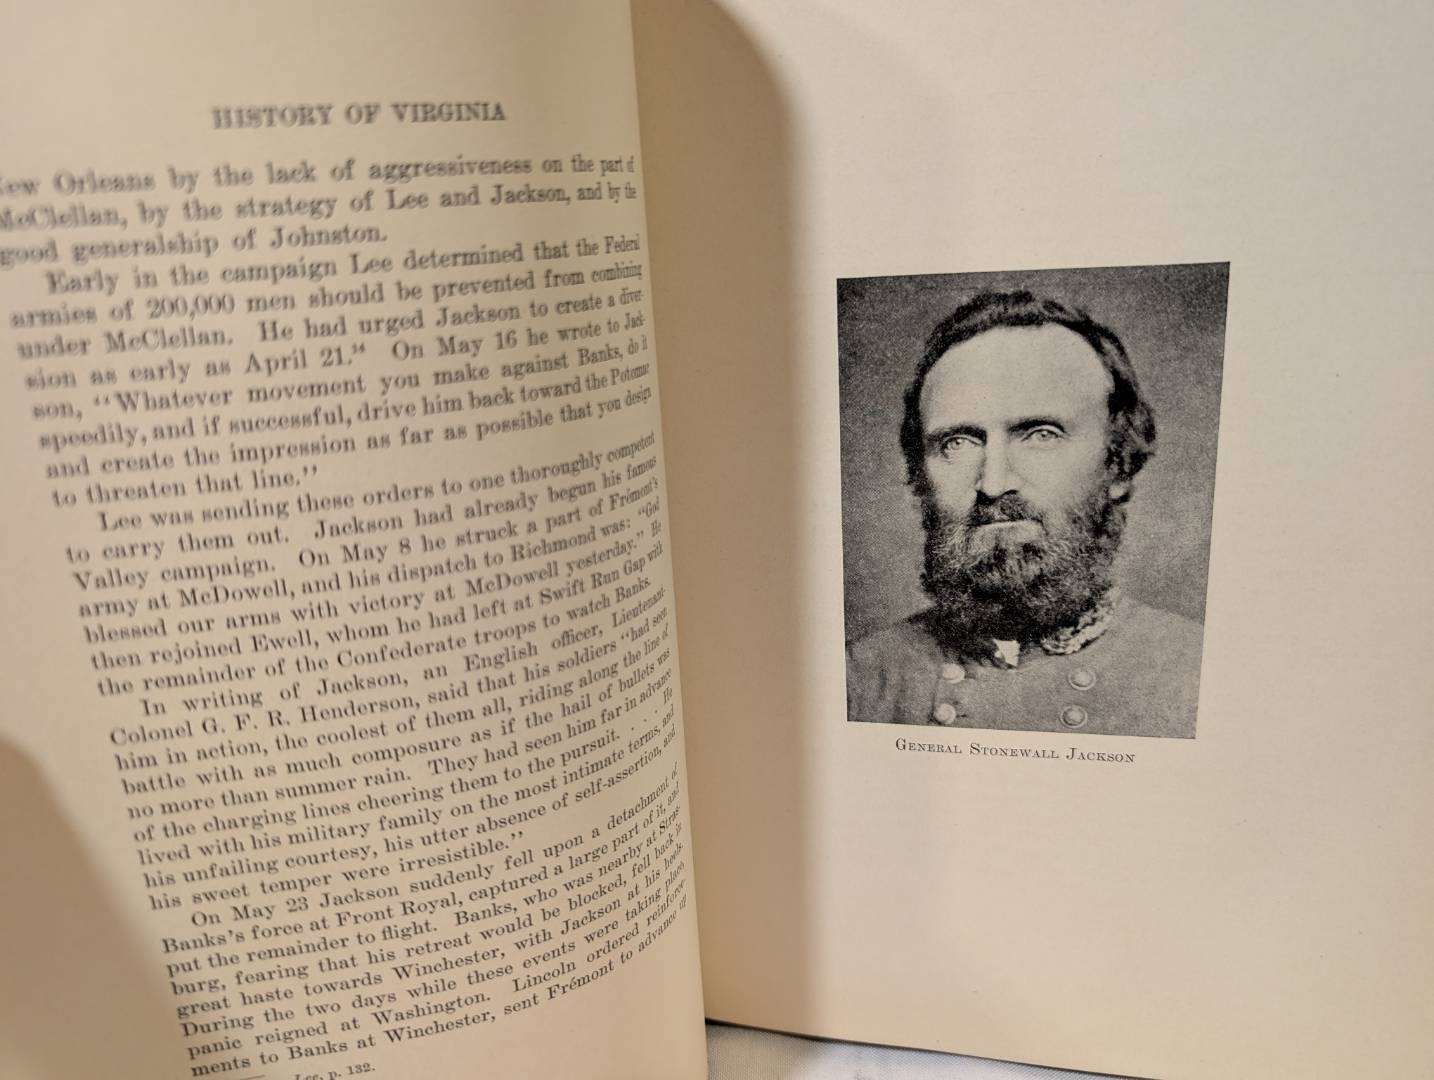 HISTORY OF VIRGINIA
New Orleans by the lack of aggressiveness on the part of
McClellan, by the strategy of Lee and Jackson, and by the
good generalship of Johnston.
Early in the campaign Lee determined that the Federal
armies of 200,000 men should be prevented from combining
under McClellan. He had urged Jackson to create a diver-
sion as early as April 21.¹⁴ On May 16 he wrote to Jack-
son, “Whatever movement you make against Banks, do it
speedily, and if successful, drive him back toward the Potomac
and create the impression as far as possible that you design
to threaten that line.”
Lee was sending these orders to one thoroughly competent
to carry them out. Jackson had already begun his famous
Valley campaign. On May 8 he struck a part of Frémont's
army at McDowell, and his dispatch to Richmond was: “God
blessed our arms with victory at McDowell yesterday.” He
then rejoined Ewell, whom he had left at Swift Run Gap with
the remainder of the Confederate troops to watch Banks.
In writing of Jackson, an English officer, Lieutenant-
Colonel G. F. R. Henderson, said that his soldiers “had seen
him in action, the coolest of them all, riding along the line of
battle with as much composure as if the hail of bullets was
no more than summer rain. They had seen him far in advance
of the charging lines cheering them to the pursuit. . . . He
lived with his military family on the most intimate terms, and
his unfailing courtesy, his utter absence of self-assertion, and
his sweet temper were irresistible.”
On May 23 Jackson suddenly fell upon a detachment of
Banks's force at Front Royal, captured a large part of it, and
put the remainder to flight. Banks, who was nearby at Stras-
burg, fearing that his retreat would be blocked, fell back in
great haste towards Winchester, with Jackson at his heels.
During the two days while these events were taking place
panic reigned at Washington. Lincoln ordered reinforce-
ments to Banks at Winchester, sent Frémont to advance
Lee, p. 132.
GENERAL STONEWALL JACKSON